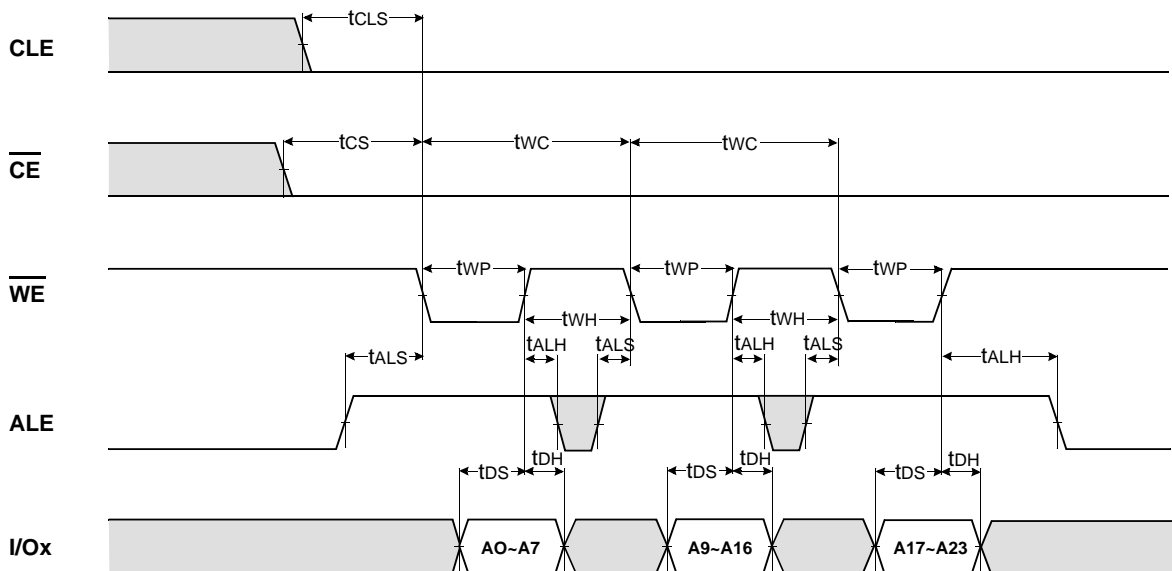 CLE
tCLS
CE
tCS
tWC
tWC
WE
tWP
tWP
tWP
tWH
tWH
ALE
tALS
tALH
tALS
tALH
tALS
tALH
I/Ox
tDS
tDH
tDS
tDH
tDS
tDH
AO~A7
A9~A16
A17~A23